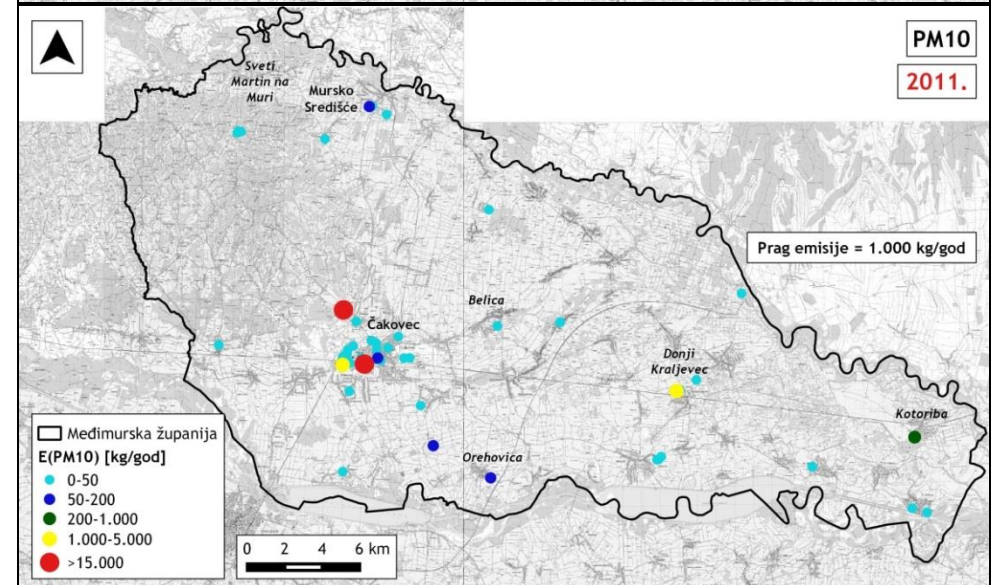 PM10
2011.
Sveti
Martin na
Muri
Mursko
Središće
Prag emisije = 1.000 kg/god
Belica
Čakovec
Donji
Kraljevec
Kotoriba
Orehovica
Međimurska županija
E(PM10) [kg/god]
0-50
50-200
200-1.000
1.000-5.000
>15.000
0 2 4 6 km